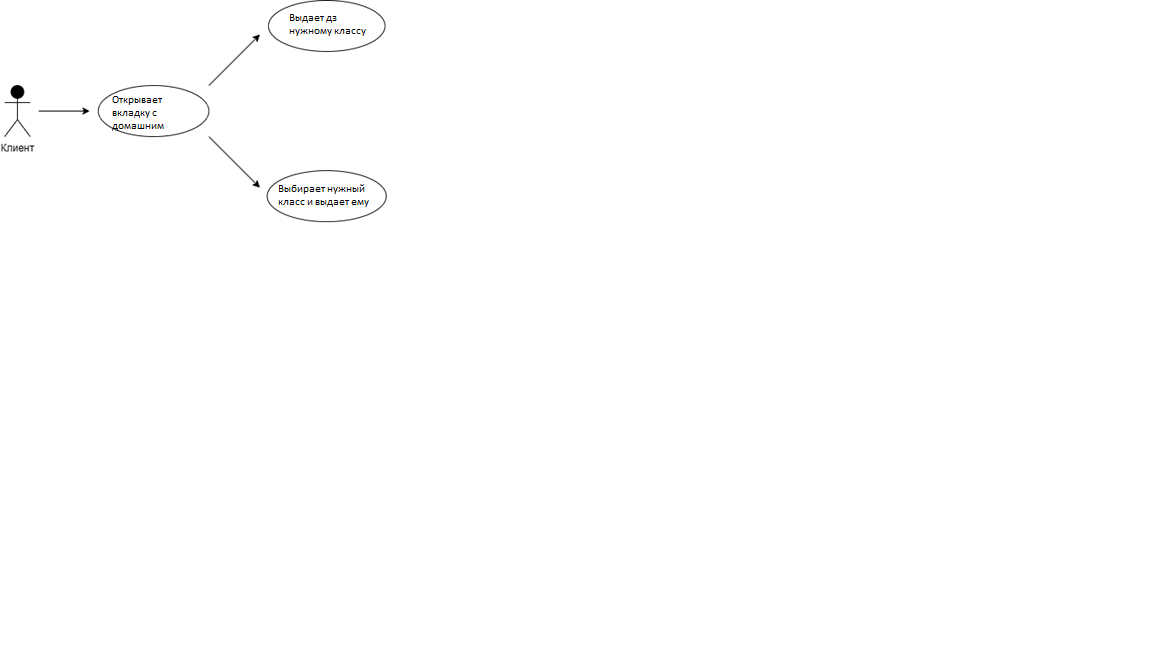 Выдает дз
нужному классу
Открывает
вкладку с
домашним
Клиент
Выбирает нужный
класс и выдает ему